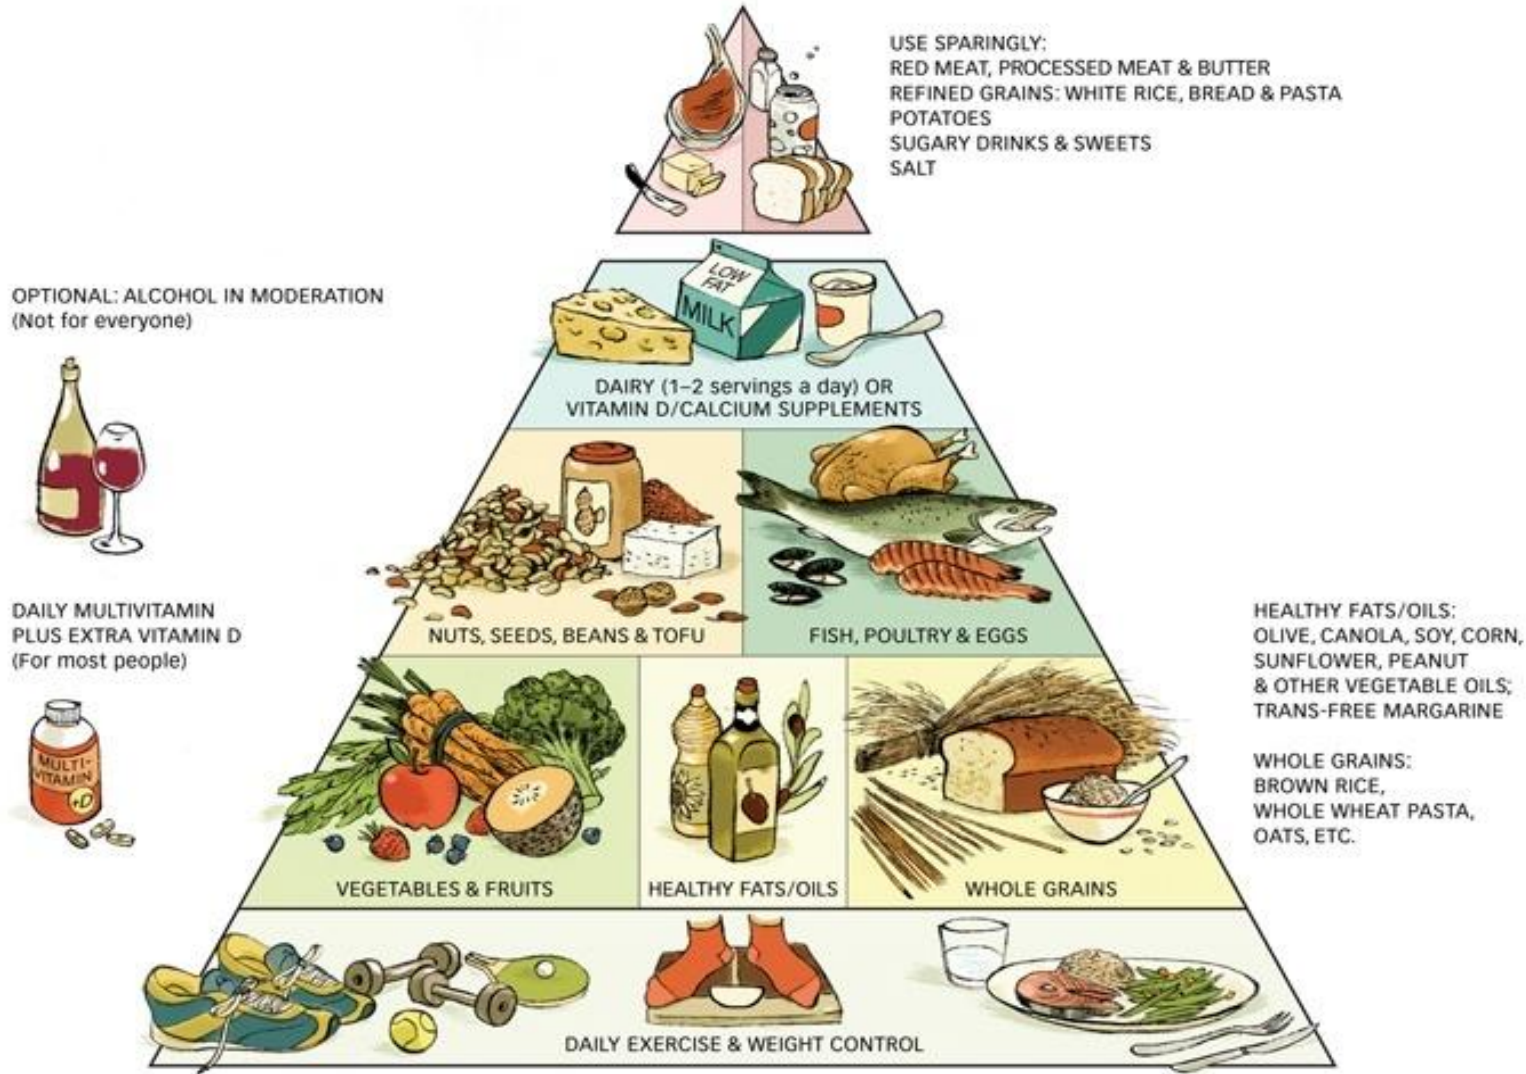 USE SPARINGLY:
RED MEAT, PROCESSED MEAT & BUTTER
REFINED GRAINS: WHITE RICE, BREAD & PASTA
POTATOES
SUGARY DRINKS & SWEETS
SALT
OPTIONAL: ALCOHOL IN MODERATION
(Not for everyone)
LOW
FAT
MILK
DAIRY (1–2 servings a day) OR
VITAMIN D/CALCIUM SUPPLEMENTS
NUTS, SEEDS, BEANS & TOFU
FISH, POULTRY & EGGS
DAILY MULTIVITAMIN
PLUS EXTRA VITAMIN D
(For most people)
MULTI-
VITAMIN
+D
HEALTHY FATS/OILS:
OLIVE, CANOLA, SOY, CORN,
SUNFLOWER, PEANUT
& OTHER VEGETABLE OILS;
TRANS-FREE MARGARINE
WHOLE GRAINS:
BROWN RICE,
WHOLE WHEAT PASTA,
OATS, ETC.
VEGETABLES & FRUITS
HEALTHY FATS/OILS
WHOLE GRAINS
DAILY EXERCISE & WEIGHT CONTROL